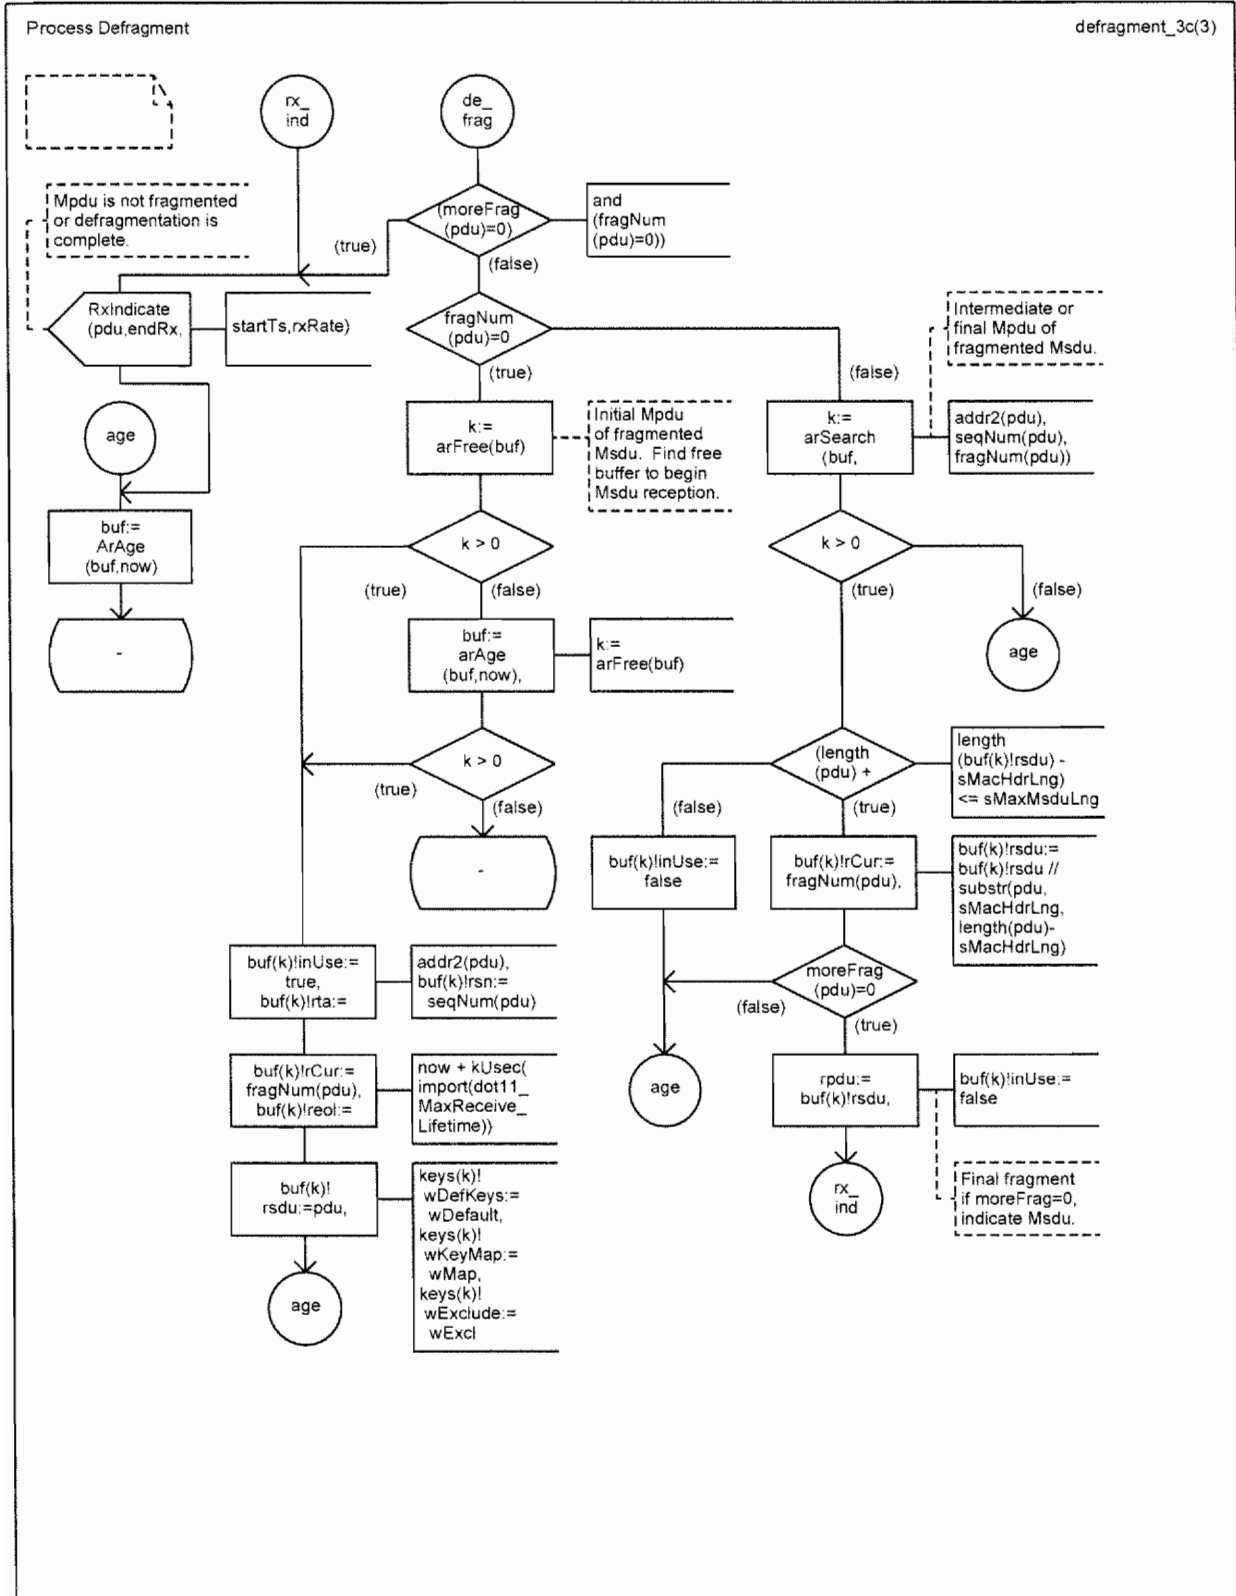 Process Defragment
defragment_3c(3)
rx_
ind
de_
frag
Mpdu is not fragmented
or defragmentation is
complete.
(moreFrag
(pdu)=0)
and
(fragNum
(pdu)=0))
(true)
(false)
RxIndicate
(pdu,endRx,
startTs,rxRate)
fragNum
(pdu)=0
Intermediate or
final Mpdu of
fragmented Msdu.
(true)
(false)
age
k:=
arFree(buf)
Initial Mpdu
of fragmented
Msdu. Find free
buffer to begin
Msdu reception.
k:=
arSearch
(buf,
addr2(pdu),
seqNum(pdu),
fragNum(pdu))
buf:=
ArAge
(buf,now)
k > 0
k > 0
(true)
(false)
(true)
(false)
-
buf:=
arAge
(buf,now),
k:=
arFree(buf)
age
k > 0
(true)
(false)
(length
(pdu) +
length
(buf(k)!rsdu) -
sMacHdrLng)
<= sMaxMsduLng
(false)
(true)
-
buf(k)!inUse:=
false
buf(k)!rCur:=
fragNum(pdu),
buf(k)!rsdu:=
buf(k)!rsdu //
substr(pdu,
sMacHdrLng,
length(pdu)-
sMacHdrLng)
buf(k)!inUse:=
true,
buf(k)!rta:=
addr2(pdu),
buf(k)!rsn:=
seqNum(pdu)
moreFrag
(pdu)=0
(false)
(true)
buf(k)!rCur:=
fragNum(pdu),
buf(k)!reol:=
now + kUsec(
import(dot11_
MaxReceive_
Lifetime))
age
rpdu:=
buf(k)!rsdu,
buf(k)!inUse:=
false
buf(k)!
rsdu:=pdu,
keys(k)!
wDefKeys:=
wDefault,
keys(k)!
wKeyMap:=
wMap,
keys(k)!
wExclude:=
wExcl
rx_
ind
Final fragment
if moreFrag=0,
indicate Msdu.
age